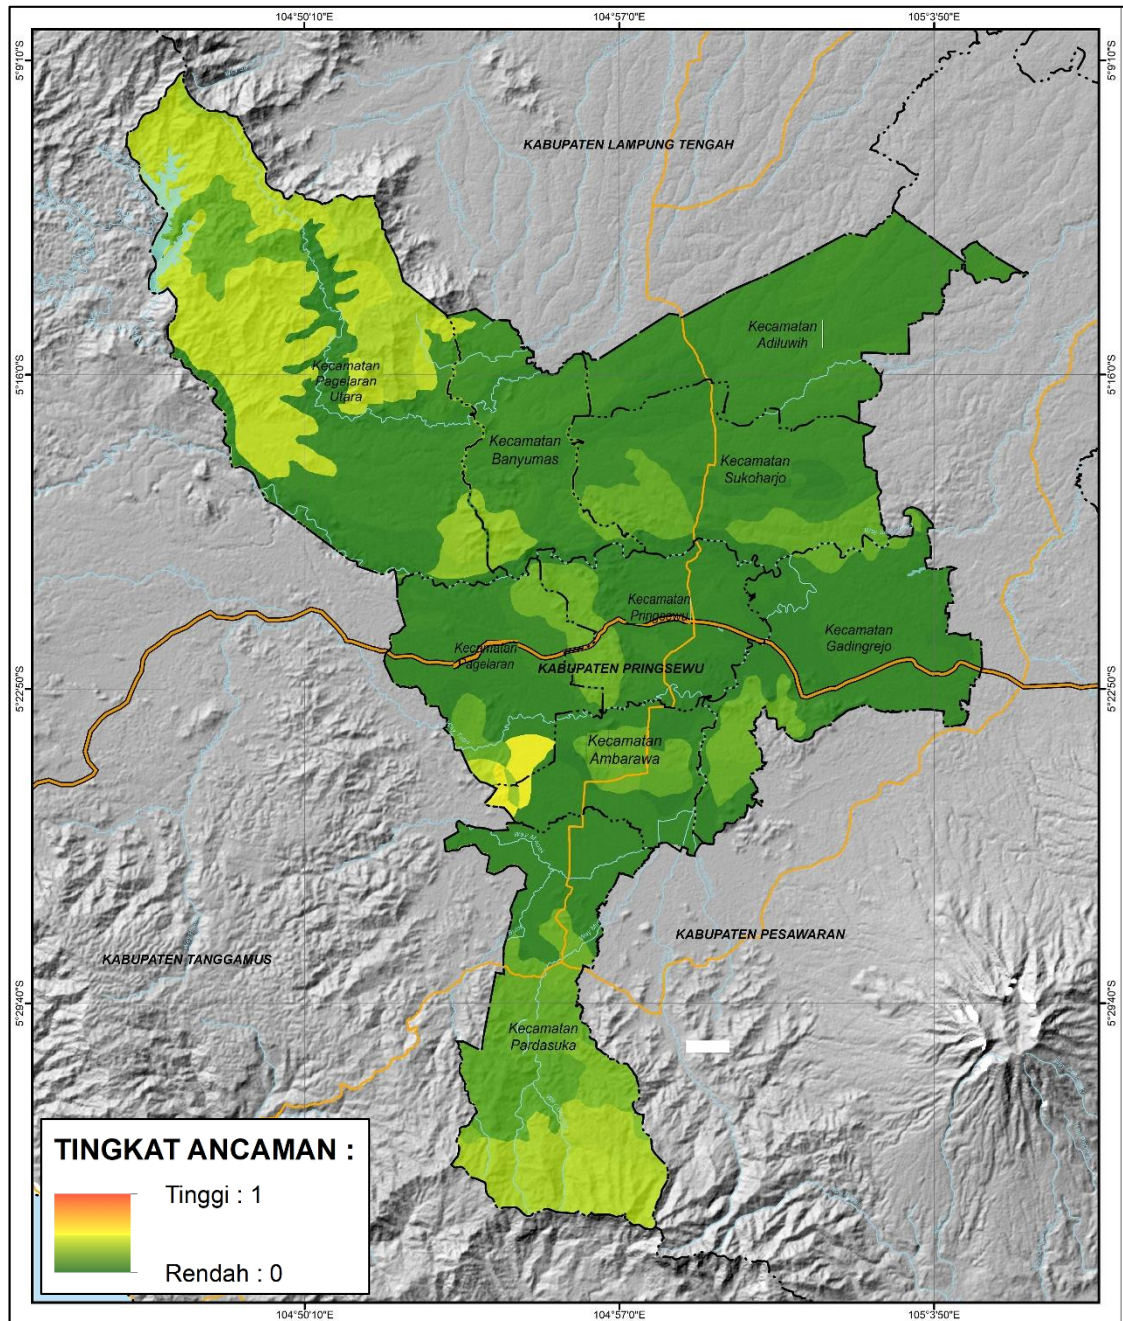 104°50'10"E
104°57'0"E
105°3'50"E
5°9'10"S
5°9'10"S
KABUPATEN LAMPUNG TENGAH
Kecamatan
Adiluwih
5°16'0"S
5°16'0"S
Kecamatan
Pagelaran
Utara
Kecamatan
Banyumas
Kecamatan
Sukoharjo
Kecamatan
Pringsewu
Kecamatan
Gadingrejo
Kecamatan
Pagelaran
KABUPATEN PRINGSEWU
5°22'50"S
5°22'50"S
Kecamatan
Ambarawa
KABUPATEN PESAWARAN
KABUPATEN TANGGAMUS
5°29'40"S
5°29'40"S
Kecamatan
Pardasuka
TINGKAT ANCAMAN :
Tinggi : 1
Rendah : 0
104°50'10"E
104°57'0"E
105°3'50"E